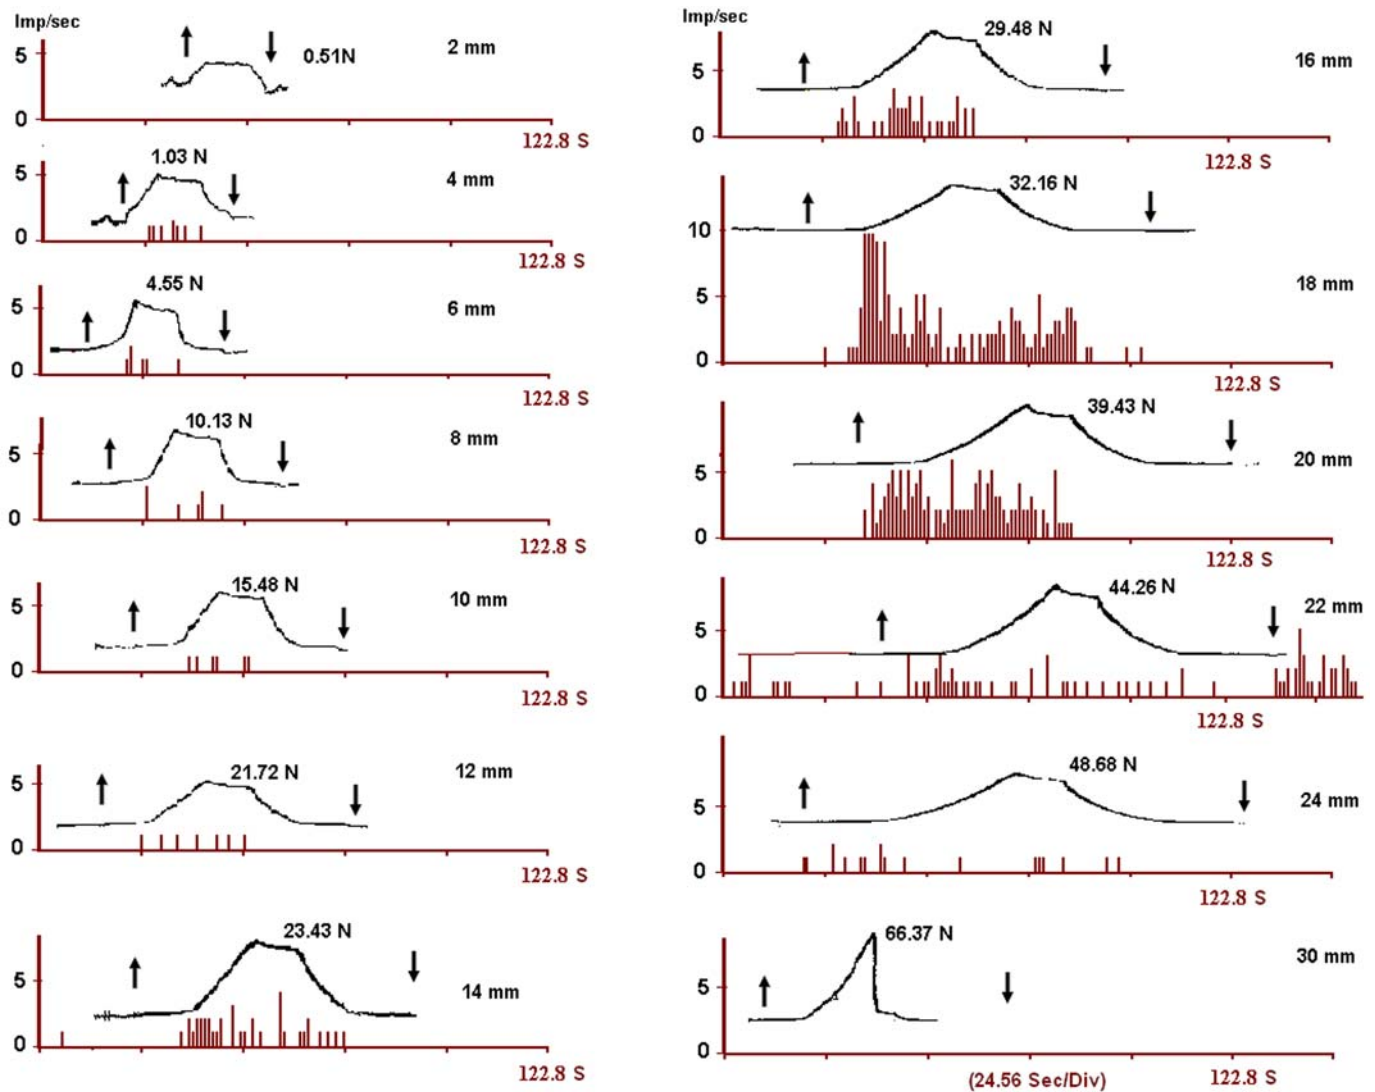 Imp/sec
5
0
0.51N
2 mm
122.8 S
5
0
1.03 N
4 mm
122.8 S
5
0
4.55 N
6 mm
122.8 S
5
0
10.13 N
8 mm
122.8 S
5
0
15.48 N
10 mm
122.8 S
5
0
21.72 N
12 mm
122.8 S
5
0
23.43 N
14 mm
122.8 S
Imp/sec
5
0
29.48 N
16 mm
122.8 S
10
5
0
32.16 N
18 mm
122.8 S
5
0
39.43 N
20 mm
122.8 S
5
0
44.26 N
22 mm
122.8 S
5
0
48.68 N
24 mm
122.8 S
5
0
66.37 N
30 mm
(24.56 Sec/Div)
122.8 S